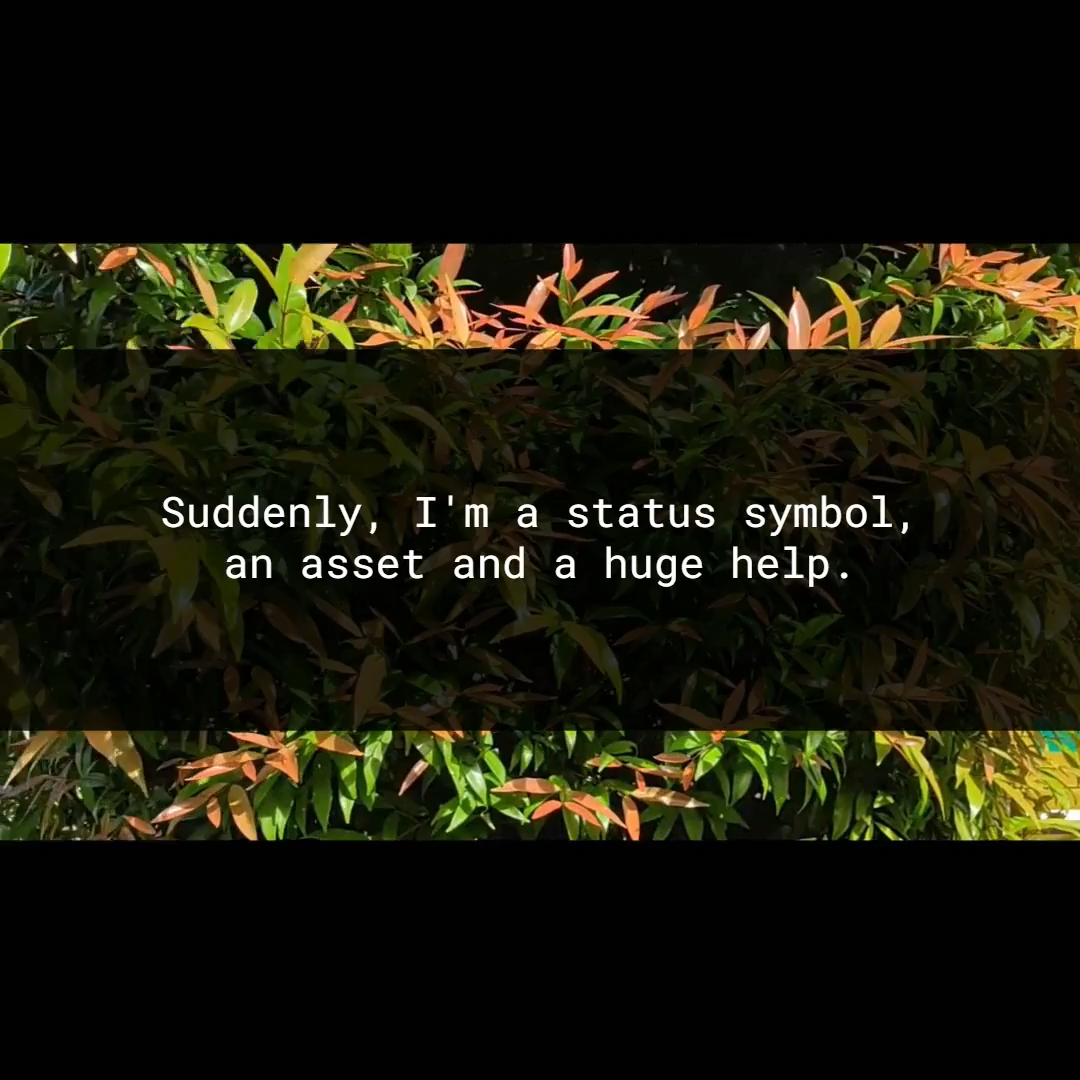 Suddenly, I'm a status symbol,
an asset and a huge help.